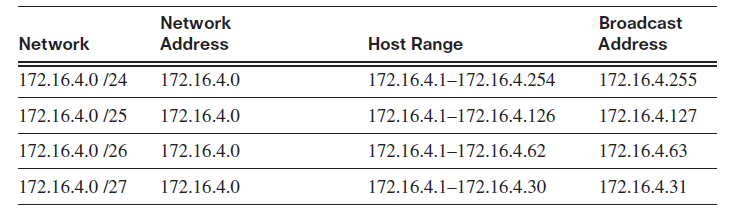 Network Network Address Host Range Broadcast Address
172.16.4.0 /24 172.16.4.0 172.16.4.1–172.16.4.254 172.16.4.255
172.16.4.0 /25 172.16.4.0 172.16.4.1–172.16.4.126 172.16.4.127
172.16.4.0 /26 172.16.4.0 172.16.4.1–172.16.4.62 172.16.4.63
172.16.4.0 /27 172.16.4.0 172.16.4.1–172.16.4.30 172.16.4.31